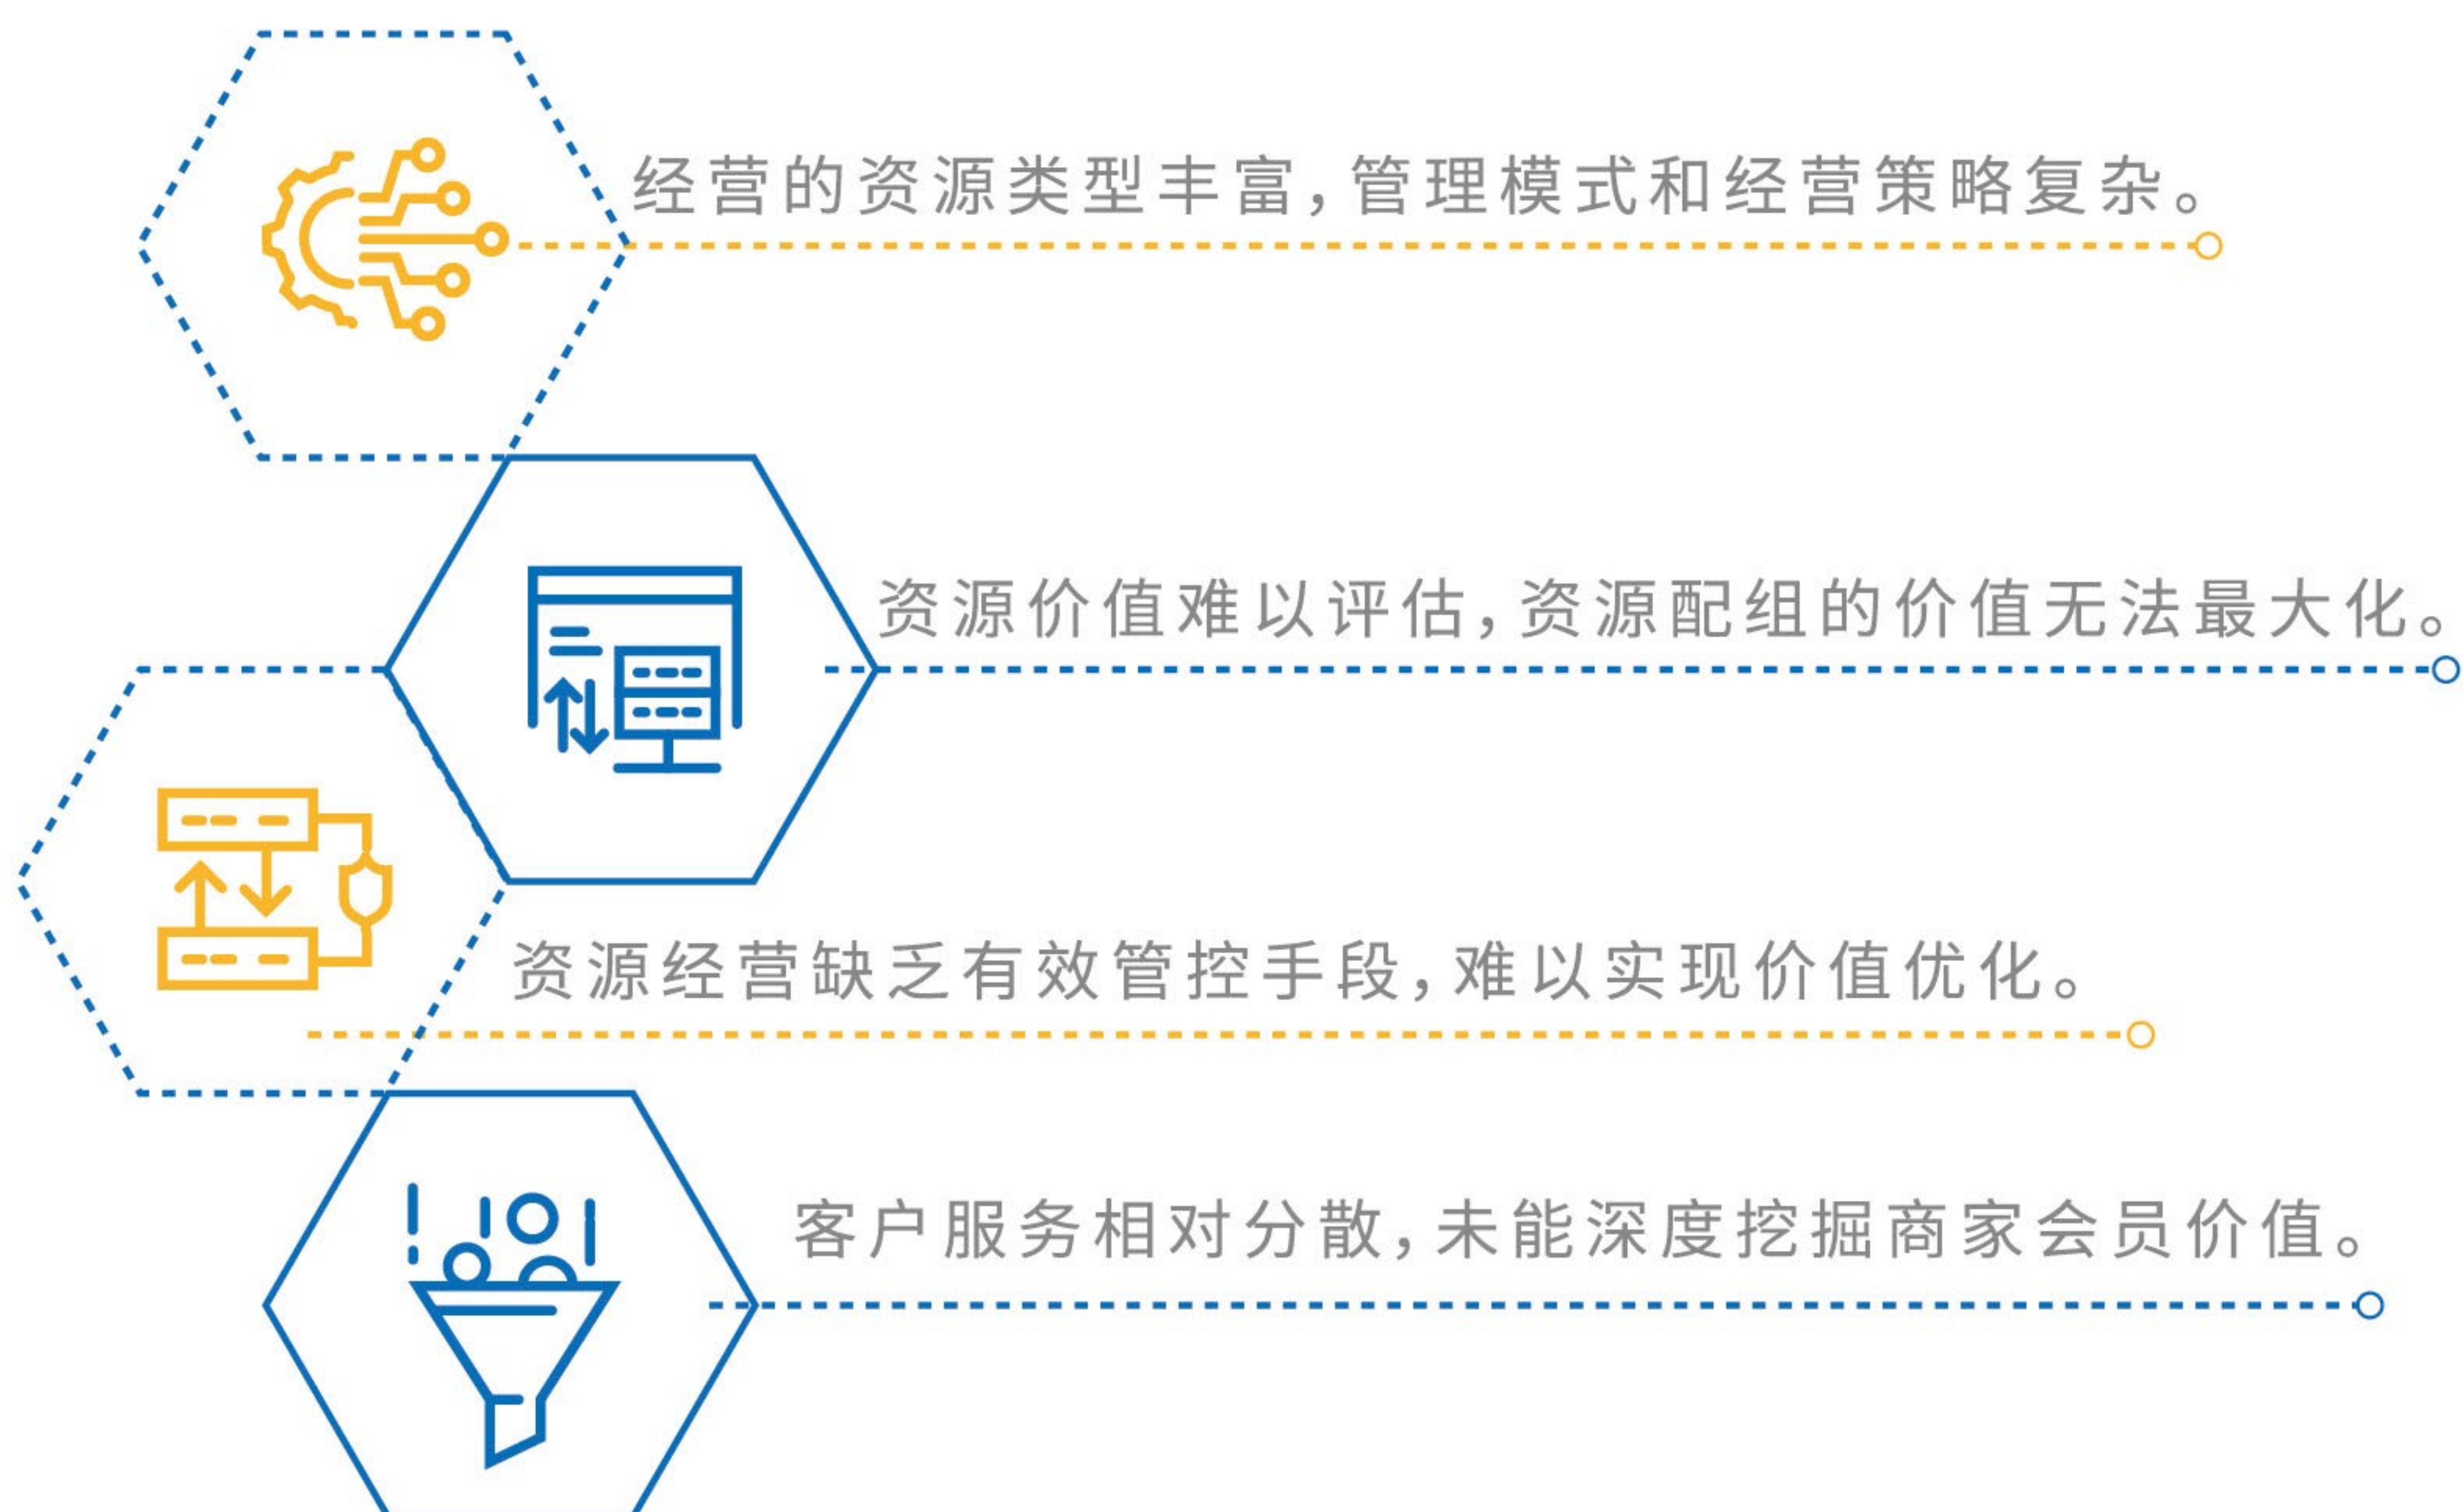 经营的资源类型丰富，管理模式和经营策略复杂。
资源价值难以评估，资源配组的价值无法最大化。
资源经营缺乏有效管控手段，难以实现价值优化。
客户服务相对分散，未能深度挖掘商家会员价值。